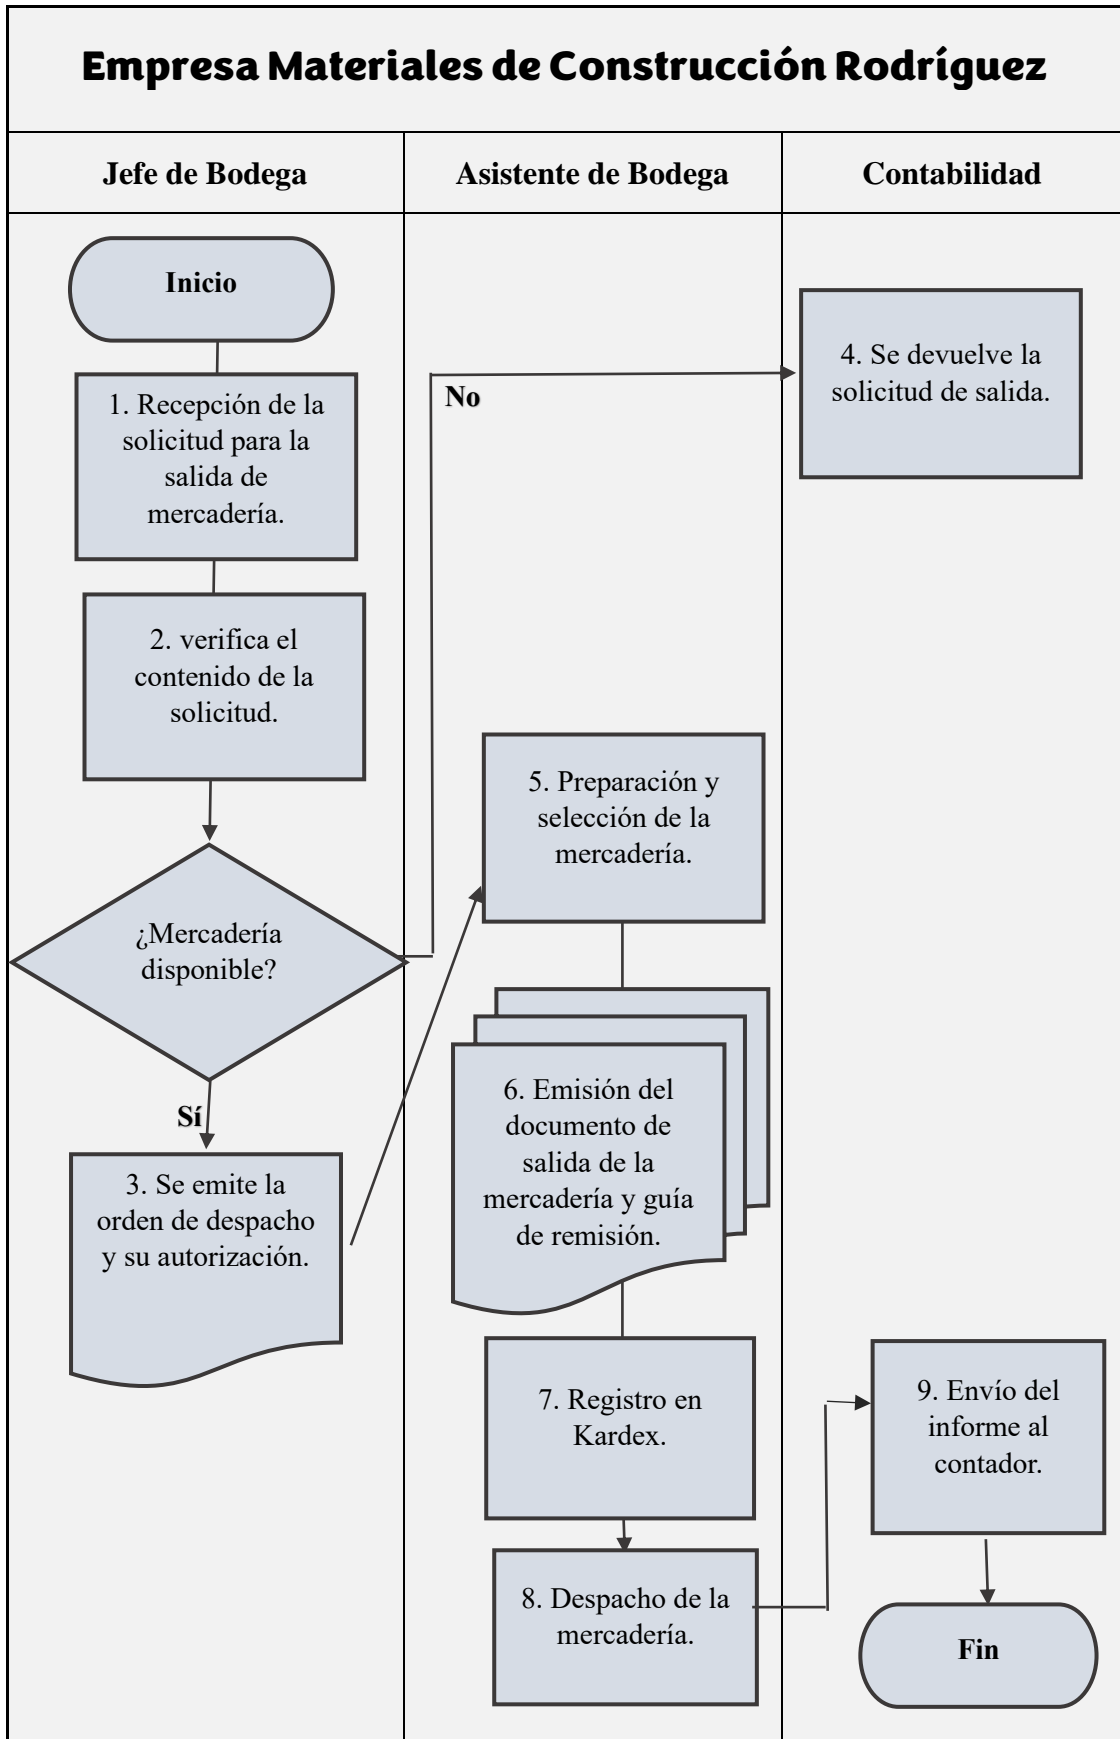 Empresa Materiales de Construcción Rodríguez
Jefe de Bodega
Asistente de Bodega
Contabilidad
Inicio
1. Recepción de la
solicitud para la
salida de
mercadería.
2. verifica el
contenido de la
solicitud.
¿Mercadería
disponible?
No
Sí
3. Se emite la
orden de despacho
y su autorización.
4. Se devuelve la
solicitud de salida.
5. Preparación y
selección de la
mercadería.
6. Emisión del
documento de
salida de la
mercadería y guía
de remisión.
7. Registro en
Kardex.
8. Despacho de la
mercadería.
9. Envío del
informe al
contador.
Fin